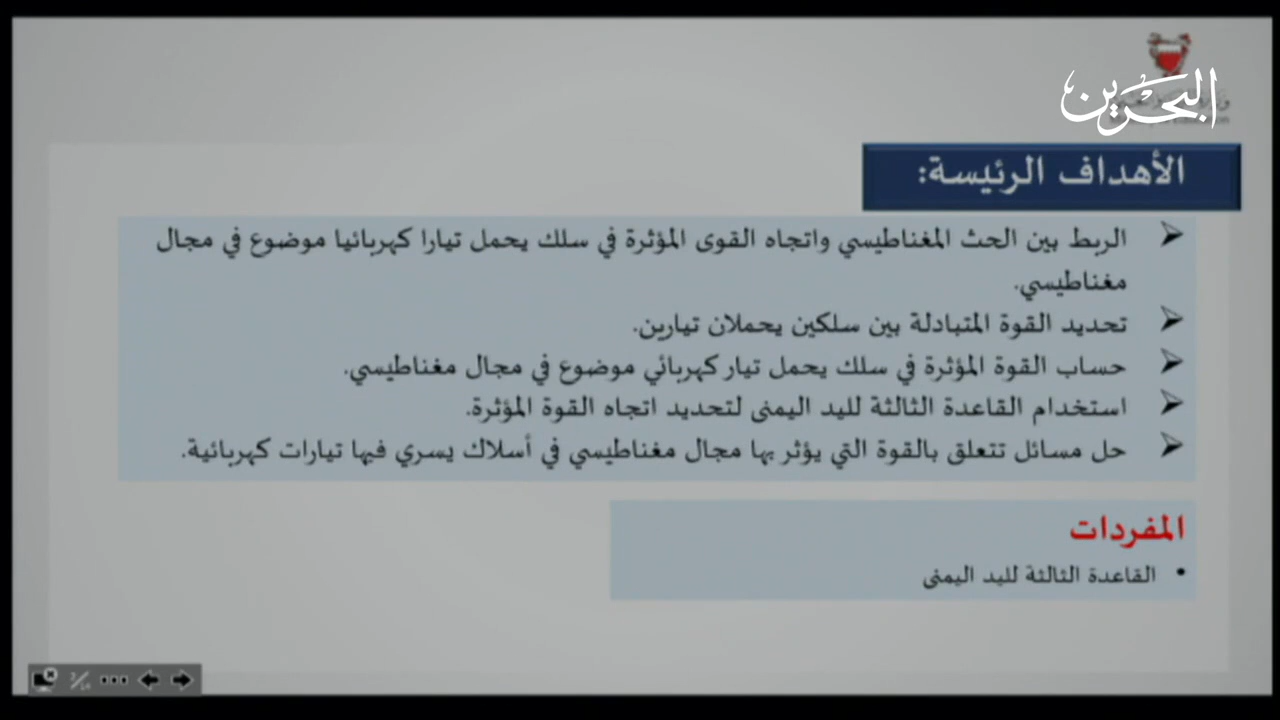 البحرين
الأهداف الرئيسة:
الربط بين الحث المغناطيسي واتجاه القوى المؤثرة في سلك يحمل تيارا كهربائيا موضوع في مجال
مغناطيسي.
تحديد القوة المتبادلة بين سلكين يحملان تيارين.
حساب القوة المؤثرة في سلك يحمل تيار كهربائي موضوع في مجال مغناطيسي.
استخدام القاعدة الثالثة لليد اليمنى لتحديد اتجاه القوة المؤثرة.
حل مسائل تتعلق بالقوة التي يؤثر بها مجال مغناطيسي في أسلاك يسري فيها تيارات كهربائية.
المفردات
• القاعدة الثالثة لليد اليمنى